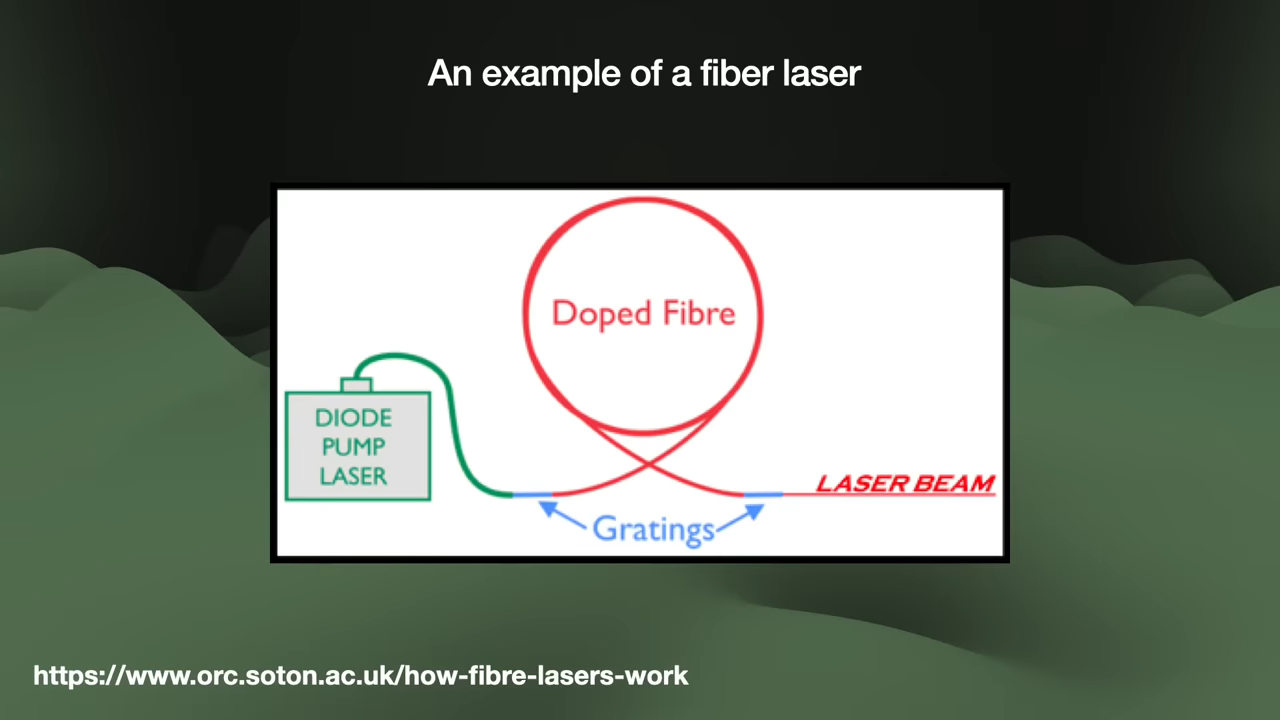 An example of a fiber laser
Doped Fibre
DIODE
PUMP
LASER
LASER BEAM
Gratings
https://www.orc.soton.ac.uk/how-fibre-lasers-work